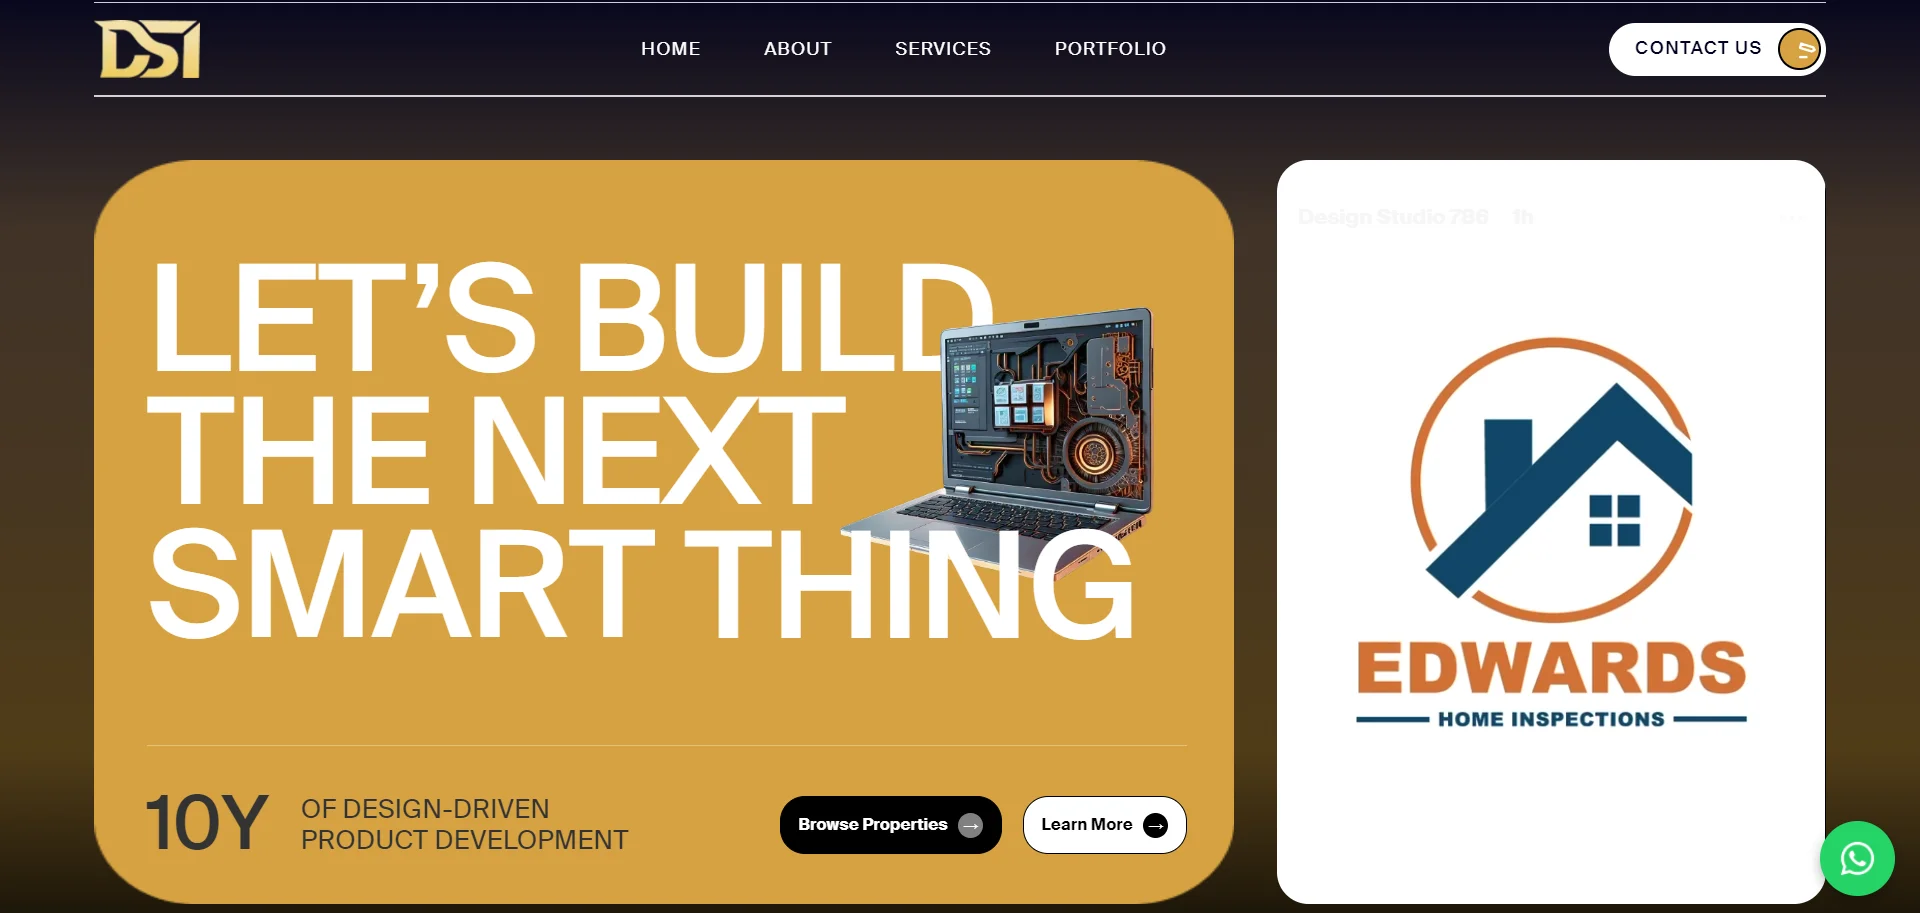 DSI
HOME
ABOUT
SERVICES
PORTFOLIO
CONTACT US
LET’S BUILD
THE NEXT
SMART THING
10Y
OF DESIGN-DRIVEN
PRODUCT DEVELOPMENT
Browse Properties →
Learn More →
Design Studio 786 1h
EDWARDS
HOME INSPECTIONS